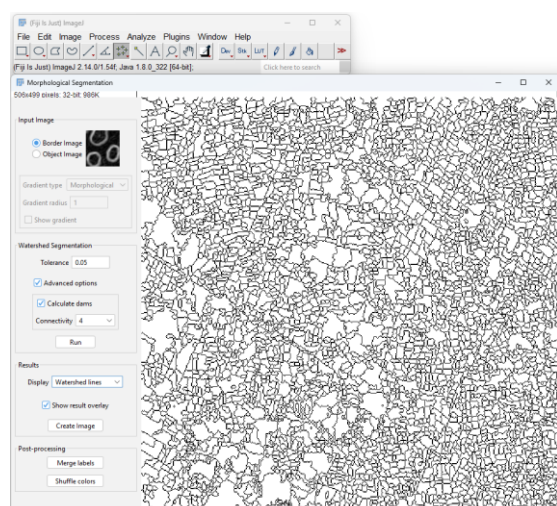 (Fiji Is Just) ImageJ
File Edit Image Process Analyze Plugins Window Help
Dev Stk LUT
(Fiji Is Just) ImageJ 2.14.0/1.54f; Java 1.8.0_322 [64-bit];
Click here to search
Morphological Segmentation
506x499 pixels; 32-bit; 986K
Input Image
Border Image
Object Image
Gradient type Morphological
Gradient radius 1
Show gradient
Watershed Segmentation
Tolerance 0.05
Advanced options
Calculate dams
Connectivity 4
Run
Results
Display Watershed lines
Show result overlay
Create Image
Post-processing
Merge labels
Shuffle colors